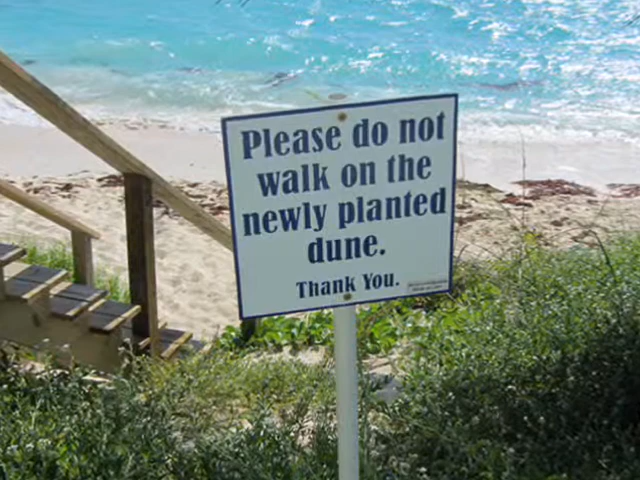 Please do not
walk on the
newly planted
dune.
Thank You.